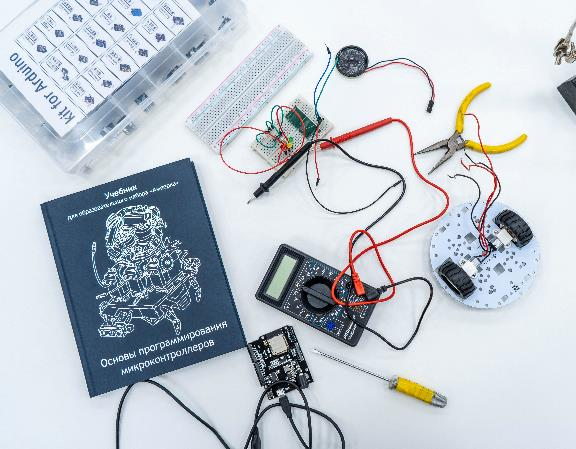 kit for Arduino
Учебник
для образовательного набора «Амперка»
Основы программирования
микроконтроллеров